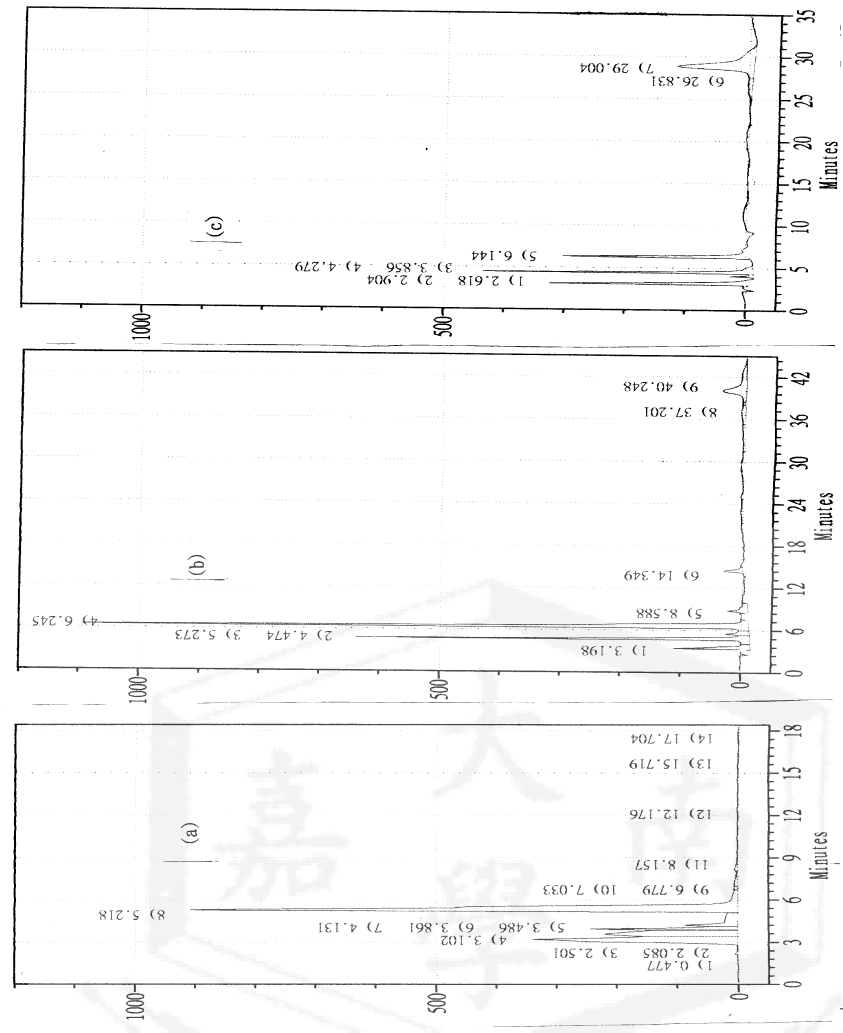 1000
500
0
(c)
1) 2.618 2) 2.904 3) 3.856 4) 4.279
5) 6.144
6) 26.831
7) 29.004
0 5 10 15 20 25 30 35
Minutes
1000
500
0
(b)
1) 3.198
2) 4.474 3) 5.273
4) 6.245
5) 8.588
6) 14.349
8) 37.201
9) 40.248
0 6 12 18 24 30 36 42
Minutes
1000
500
0
(a)
1) 0.477
2) 2.085 3) 2.501
4) 3.102
5) 3.486 6) 3.861 7) 4.131
8) 5.218
9) 6.779 10) 7.033
11) 8.157
12) 12.176
13) 15.719
14) 17.704
0 3 6 9 12 15 18
Minutes
嘉
南
大
學